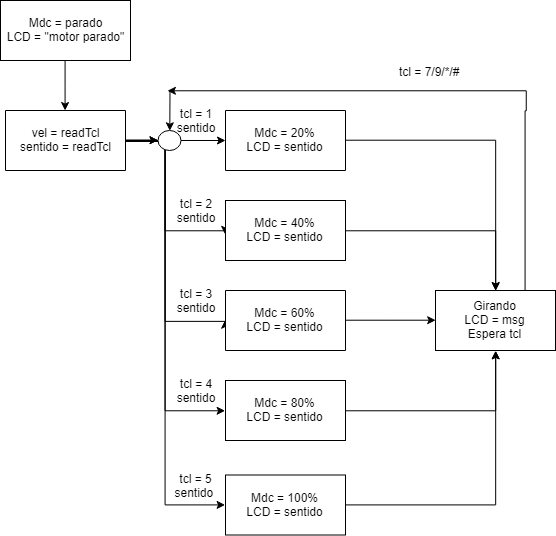 Mdc = parado
LCD = "motor parado"
tcl = 7/9/*/#
vel = readTcl
sentido = readTcl
tcl = 1
sentido
Mdc = 20%
LCD = sentido
tcl = 2
sentido
Mdc = 40%
LCD = sentido
tcl = 3
sentido
Mdc = 60%
LCD = sentido
Girando
LCD = msg
Espera tcl
tcl = 4
sentido
Mdc = 80%
LCD = sentido
tcl = 5
sentido
Mdc = 100%
LCD = sentido